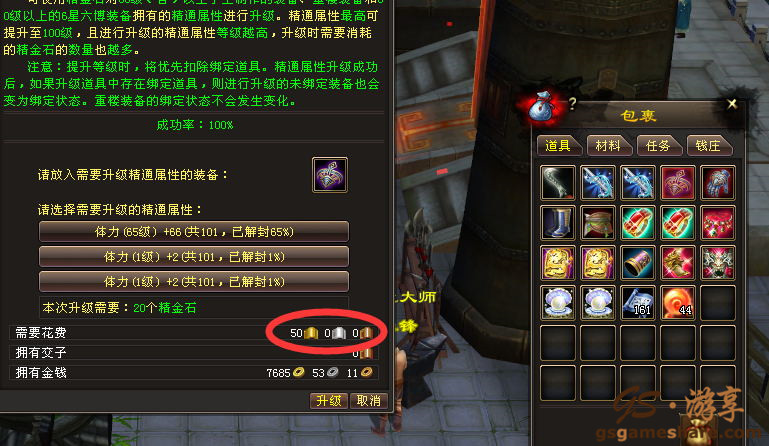 0级以上的6星六博装备拥有的精通属性进行升级。精通属性最高可
提升至100级，且进行升级的精通属性等级越高，升级时需要消耗
的精金石的数量也越多。
注意：提升等级时，将优先扣除绑定道具。精通属性升级成功
后，如果升级道具中存在绑定道具，则进行升级的未绑定装备也会
变为绑定状态。重楼装备的绑定状态不会发生变化。
成功率：100%
请放入需要升级精通属性的装备：
请选择需要升级的精通属性：
体力(65级）+66(共101，已解封65%)
体力(1级）+2(共101，已解封1%)
体力(1级）+2(共101，已解封1%)
本次升级需要：20个精金石
需要花费 50 0 0
拥有交子 0
拥有金钱 7685 53 11
升级 取消
大师
锋
?
包裹
×
道具 材料 任务 钱庄
161 44
GS·游享
gsgameshare.com